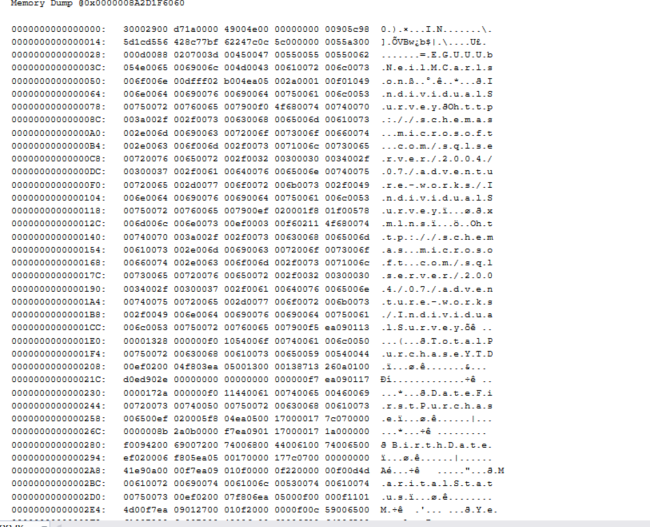 Memory Dump @0x0000008A2D1F6060
0000000000000000: 30002900 d71a0000 49004e00 00000000 00905c98 0.).×...I.N.......\.
0000000000000014: 5d1cd556 428c77bf 62247c0c 5c000000 0055a300
0000000000000028: 000d0088 0207003d 00450047 00550055 00550062 .......=.E.G.U.U.U.b
000000000000003C: 054e0065 0069006c 004d0043 00610072 006c0073 .N.e.i.l.M.C.a.r.l.s
0000000000000050: 006f006e 00dfff02 b004ea05 002a0001 00f01049
0000000000000064: 006e0064 00690076 00690064 00750061 006c0053 .n.d.i.v.i.d.u.a.l.S
0000000000000078: 00750072 00760065 007900f0 4f680074 00740070 .u.r.v.e.y.ðOh.t.t.p
000000000000008C: 003a002f 002f0073 00630068 0065006d 00610073 .:././.s.c.h.e.m.a.s
00000000000000A0: 002e006d 00690063 0072006f 0073006f 00660074 ...m.i.c.r.o.s.o.f.t
00000000000000B4: 002e0063 006f006d 002f0073 0071006c 00730065 ...c.o.m./.s.q.l.s.e
00000000000000C8: 00720076 00650072 002f0032 00300030 0034002f .r.v.e.r./.2.0.0.4./
00000000000000DC: 00300037 002f0061 00640076 0065006e 00740075 .0.7./.a.d.v.e.n.t.u
00000000000000F0: 00720065 002d0077 006f0072 006b0073 002f0049 .r.e.-.w.o.r.k.s./.I
0000000000000104: 006e0064 00690076 00690064 00750061 006c0053 .n.d.i.v.i.d.u.a.l.S
0000000000000118: 00750072 00760065 007900ef 020001f8 01f00578 .u.r.v.e.y.ï...ø.ð.x
000000000000012C: 006d006c 006e0073 00ef0003 00f60211 4f680074 .m.l.n.s.ï...ö..Oh.t
0000000000000140: 00740070 003a002f 002f0073 00630068 0065006d .t.p.:././.s.c.h.e.m
0000000000000154: 00610073 002e006d 00690063 0072006f 0073006f .a.s...m.i.c.r.o.s.o
0000000000000168: 00660074 002e0063 006f006d 002f0073 0071006c .f.t...c.o.m./.s.q.l
000000000000017C: 00730065 00720076 00650072 002f0032 00300030 .s.e.r.v.e.r./.2.0.0
0000000000000190: 0034002f 00300037 002f0061 00640076 0065006e .4./.0.7./.a.d.v.e.n
00000000000001A4: 00740075 00720065 002d0077 006f0072 006b0073 .t.u.r.e.-.w.o.r.k.s
00000000000001B8: 002f0049 006e0064 00690076 00690064 00750061 ./.I.n.d.i.v.i.d.u.a
00000000000001CC: 006c0053 00750072 00760065 007900f5 ea090113 .l.S.u.r.v.e.y.õê ..
00000000000001E0: 00001328 000000f0 1054006f 00740061 006c0050 ...(...ð.T.o.t.a.l.P
00000000000001F4: 00750072 00630068 00610073 00650059 00540044 .u.r.c.h.a.s.e.Y.T.D
0000000000000208: 00ef0200 04f803ea 05001300 00138713 260a0100
000000000000021C: d0ed902e 00000000 00000000 000000f7 ea090117
0000000000000230: 0000172a 000000f0 11440061 00740065 00460069 ...*...ð.D.a.t.e.F.i
0000000000000244: 00720073 00740050 00750072 00630068 00610073 .r.s.t.P.u.r.c.h.a.s
0000000000000258: 006500ef 020005f8 04ea0500 17000017 7c070000
000000000000026C: 0000008b 2a0b0000 f7ea0901 17000017 1a000000
0000000000000280: f0094200 69007200 74006800 44006100 74006500 ð B.i.r.t.h.D.a.t.e.
0000000000000294: ef020006 f805ea05 00170000 177c0700 00000000
00000000000002A8: 41e90a00 00f7ea09 010f0000 0f220000 00f00d4d Aé...÷ê ....."...ð.M
00000000000002BC: 00610072 00690074 0061006c 00530074 00610074 .a.r.i.t.a.l.S.t.a.t
00000000000002D0: 00750073 00ef0200 07f806ea 05000f00 000f1101
00000000000002E4: 4d00f7ea 09012700 010f2000 0000f00c 59006500